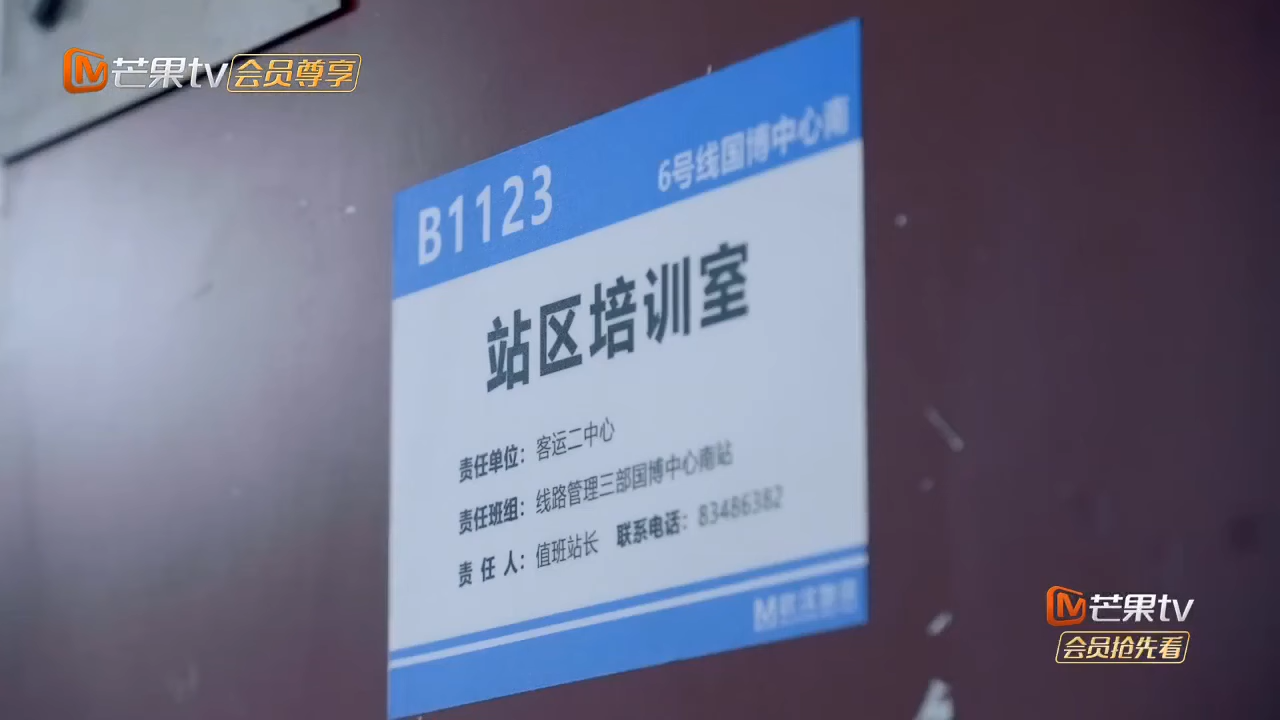 芒果tv 会员尊享
6号线国博中心南
B1123
站区培训室
责任单位：客运二中心
责任班组：线路管理三部国博中心南站
责任人：值班站长 联系电话：83486382
芒果tv
会员抢先看